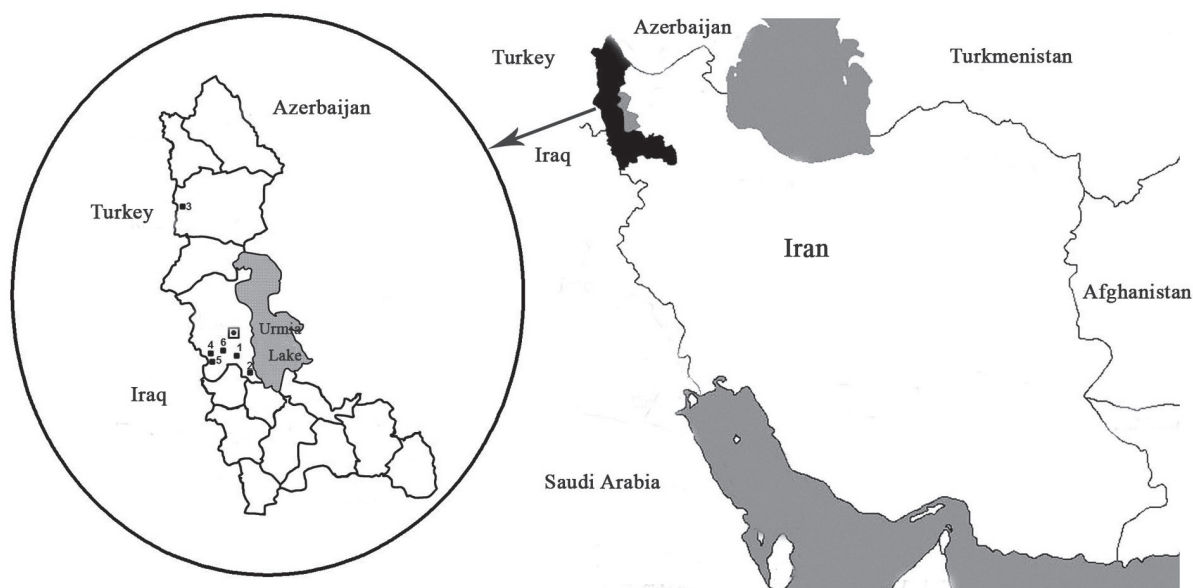 Azerbaijan
Turkey
3
Urmia
Lake
4
6
1
5
2
Iraq
Azerbaijan
Turkey
Turkmenistan
Iraq
Iran
Afghanistan
Saudi Arabia